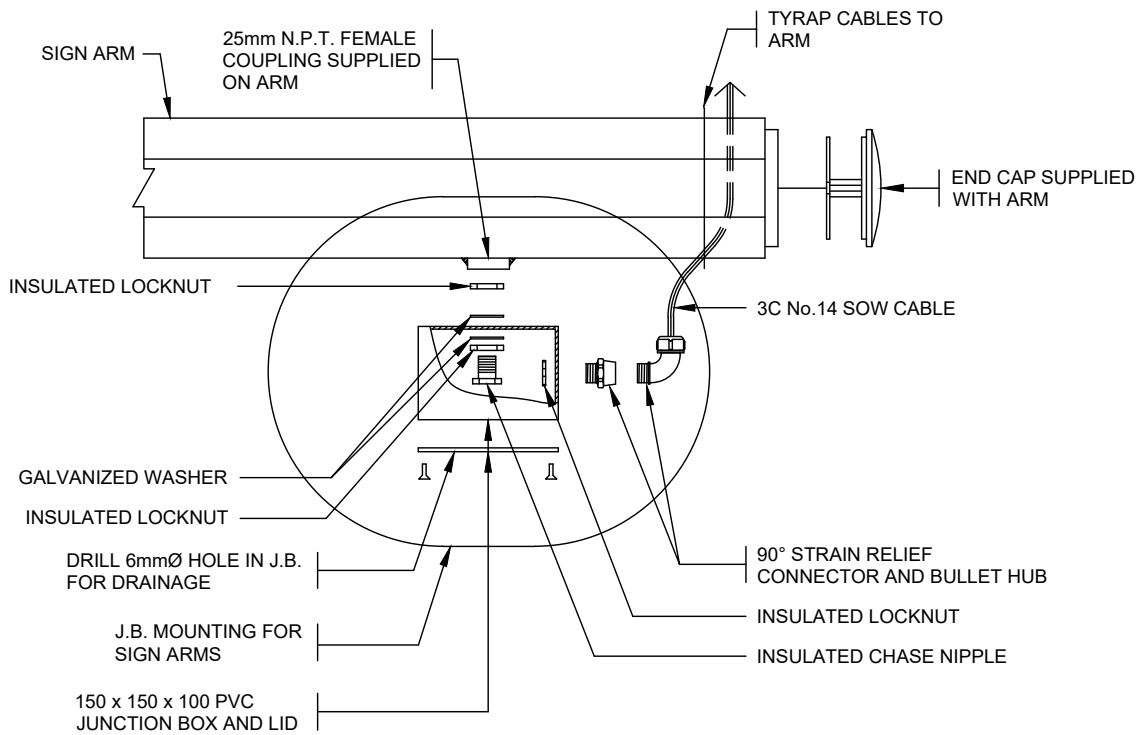 TYRAP CABLES TO
ARM
25mm N.P.T. FEMALE
COUPLING SUPPLIED
ON ARM
SIGN ARM
END CAP SUPPLIED
WITH ARM
INSULATED LOCKNUT
3C No.14 SOW CABLE
GALVANIZED WASHER
INSULATED LOCKNUT
DRILL 6mmØ HOLE IN J.B.
FOR DRAINAGE
90° STRAIN RELIEF
CONNECTOR AND BULLET HUB
INSULATED LOCKNUT
J.B. MOUNTING FOR
SIGN ARMS
INSULATED CHASE NIPPLE
150 x 150 x 100 PVC
JUNCTION BOX AND LID